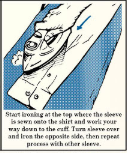 Start ironing at the top where the sleeve
is sewn onto the shirt and work your
way down to the cuff. Turn sleeve over
and iron the opposite side, then repeat
process with other sleeve.